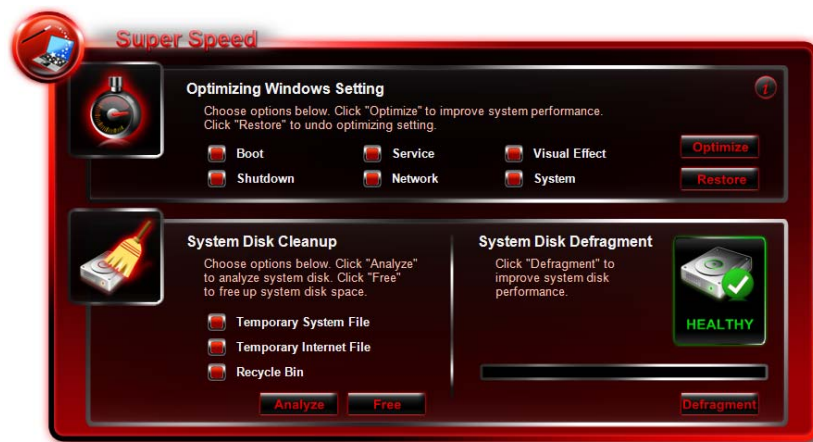 Super Speed
Optimizing Windows Setting
Choose options below. Click "Optimize" to improve system performance.
Click "Restore" to undo optimizing setting.
Boot
Service
Visual Effect
Optimize
Shutdown
Network
System
Restore
System Disk Cleanup
Choose options below. Click "Analyze"
to analyze system disk. Click "Free"
to free up system disk space.
Temporary System File
Temporary Internet File
Recycle Bin
Analyze
Free
System Disk Defragment
Click "Defragment" to
improve system disk
performance.
HEALTHY
Defragment